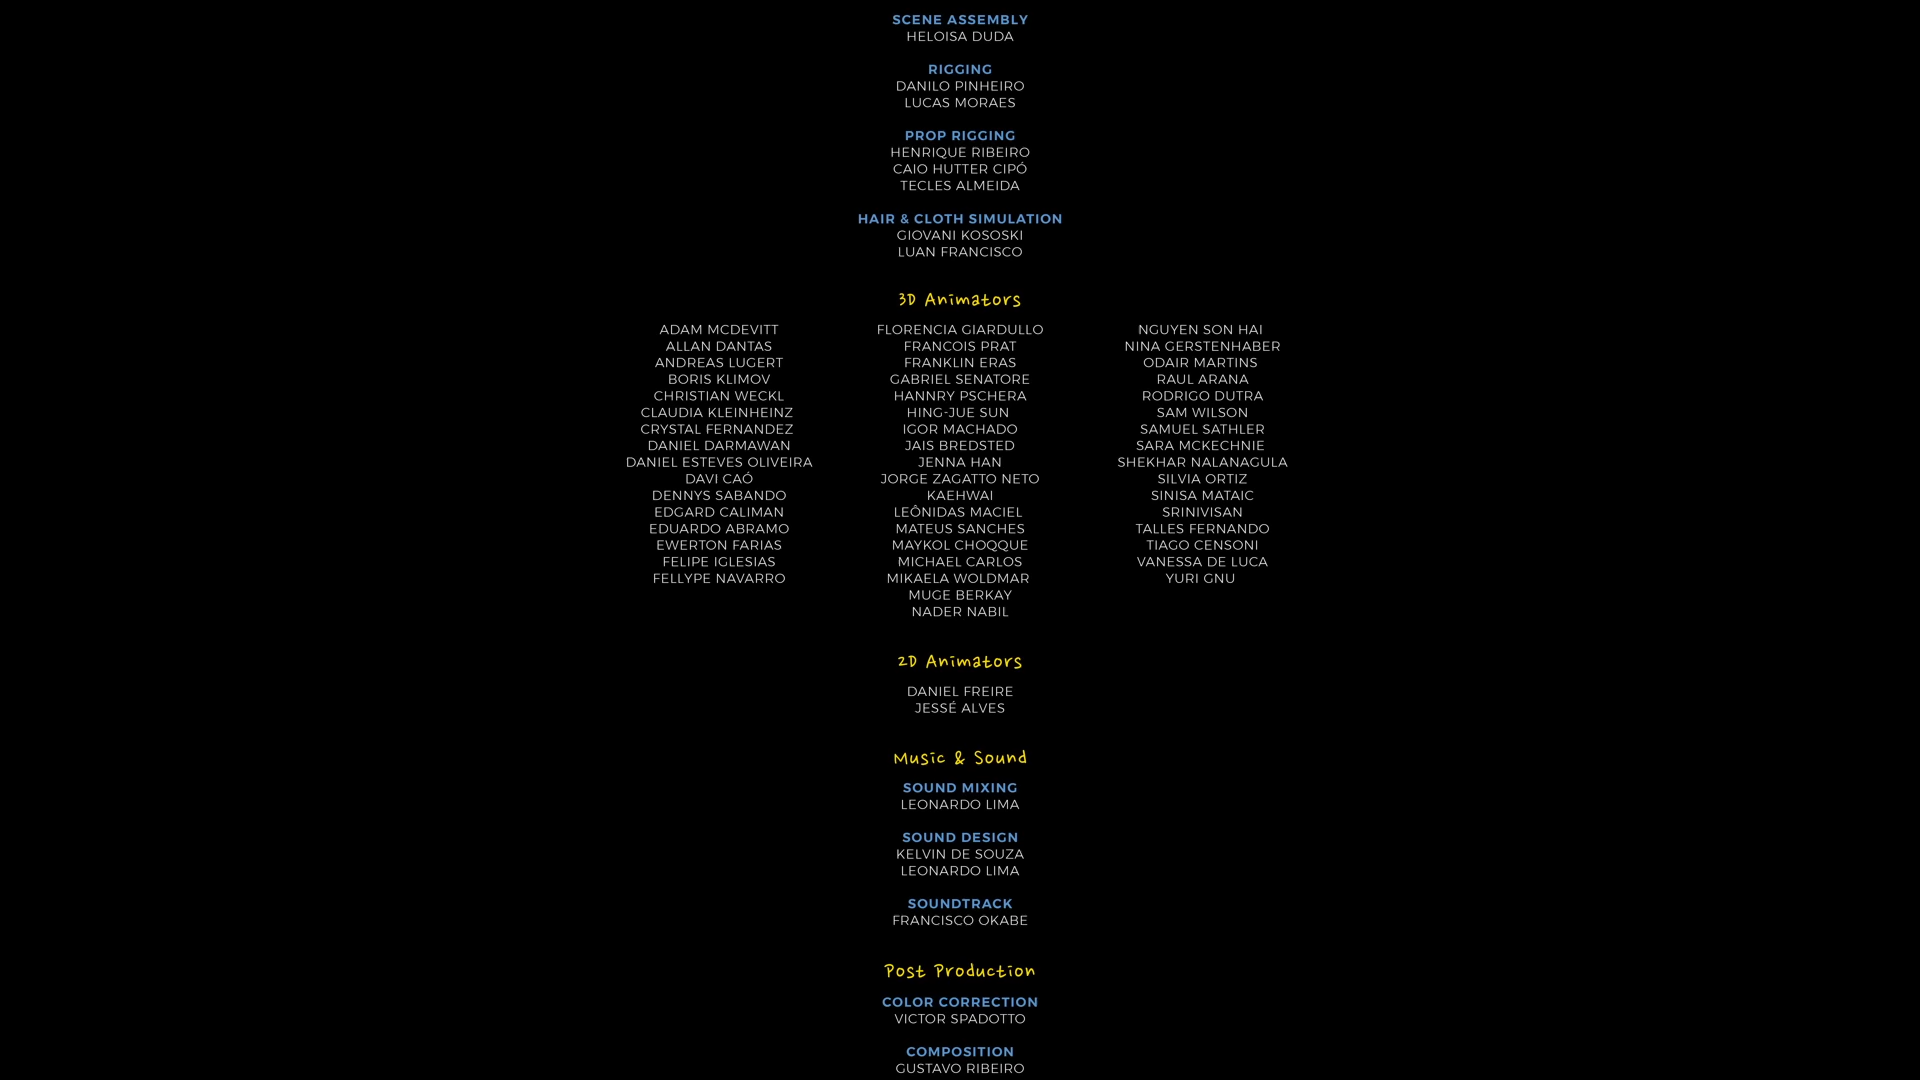 SCENE ASSEMBLY
HELOISA DUDA
RIGGING
DANILO PINHEIRO
LUCAS MORAES
PROP RIGGING
HENRIQUE RIBEIRO
CAIO HUTTER CIPÓ
TECLES ALMEIDA
HAIR & CLOTH SIMULATION
GIOVANI KOSOSKI
LUAN FRANCISCO
3D Animators
ADAM MCDEVITT
ALLAN DANTAS
ANDREAS LUGERT
BORIS KLIMOV
CHRISTIAN WECKL
CLAUDIA KLEINHEINZ
CRYSTAL FERNANDEZ
DANIEL DARMAWAN
DANIEL ESTEVES OLIVEIRA
DAVI CAÓ
DENNYS SABANDO
EDGARD CALIMAN
EDUARDO ABRAMO
EWERTON FARIAS
FELIPE IGLESIAS
FELLYPE NAVARRO
FLORENCIA GIARDULLO
FRANCOIS PRAT
FRANKLIN ERAS
GABRIEL SENATORE
HANNRY PSCHERA
HING-JUE SUN
IGOR MACHADO
JAIS BREDSTED
JENNA HAN
JORGE ZAGATTO NETO
KAEHWAI
LEÔNIDAS MACIEL
MATEUS SANCHES
MAYKOL CHOQQUE
MICHAEL CARLOS
MIKAELA WOLDMAR
MUGE BERKAY
NADER NABIL
NGUYEN SON HAI
NINA GERSTENHABER
ODAIR MARTINS
RAUL ARANA
RODRIGO DUTRA
SAM WILSON
SAMUEL SATHLER
SARA MCKECHNIE
SHEKHAR NALANAGULA
SILVIA ORTIZ
SINISA MATAIC
SRINIVISAN
TALLES FERNANDO
TIAGO CENSONI
VANESSA DE LUCA
YURI GNU
2D Animators
DANIEL FREIRE
JESSÉ ALVES
Music & Sound
SOUND MIXING
LEONARDO LIMA
SOUND DESIGN
KELVIN DE SOUZA
LEONARDO LIMA
SOUNDTRACK
FRANCISCO OKABE
Post Production
COLOR CORRECTION
VICTOR SPADOTTO
COMPOSITION
GUSTAVO RIBEIRO